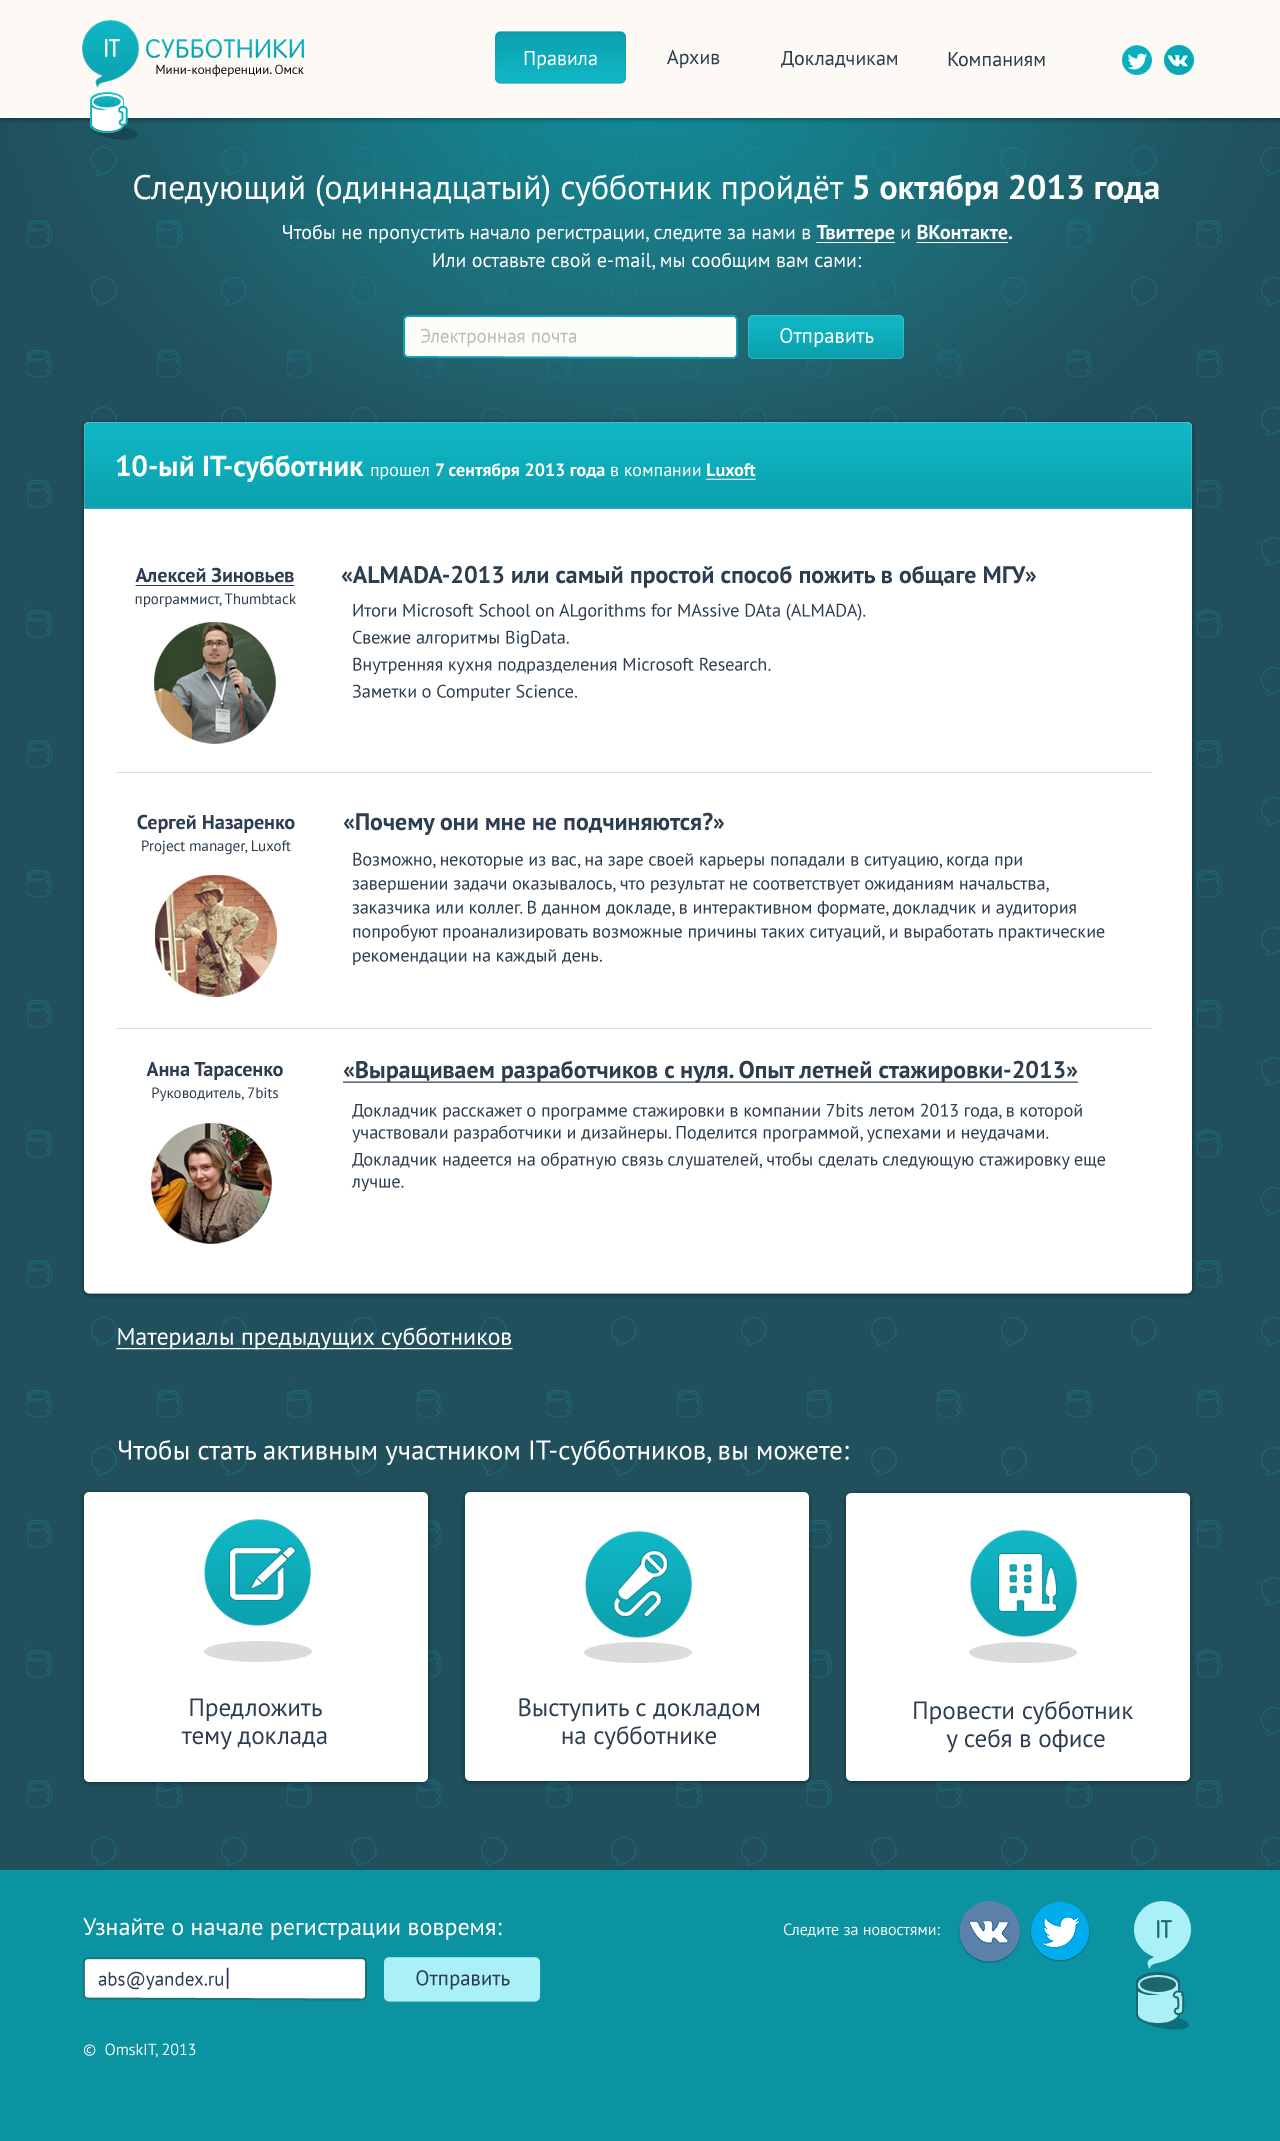 IT СУББОТНИКИ
Мини-конференции. Омск
Правила
Архив
Докладчикам
Компаниям
Следующий (одиннадцатый) субботник пройдёт 5 октября 2013 года
Чтобы не пропустить начало регистрации, следите за нами в Твиттере и ВКонтакте.
Или оставьте свой e-mail, мы сообщим вам сами:
Электронная почта
Отправить
10-ый IT-субботник прошел 7 сентября 2013 года в компании Luxoft
Алексей Зиновьев
программист, Thumbtack
«ALMADA-2013 или самый простой способ пожить в общаге МГУ»
Итоги Microsoft School on ALgorithms for MAssive DAta (ALMADA).
Свежие алгоритмы BigData.
Внутренняя кухня подразделения Microsoft Research.
Заметки о Computer Science.
Сергей Назаренко
Project manager, Luxoft
«Почему они мне не подчиняются?»
Возможно, некоторые из вас, на заре своей карьеры попадали в ситуацию, когда при
завершении задачи оказывалось, что результат не соответствует ожиданиям начальства,
заказчика или коллег. В данном докладе, в интерактивном формате, докладчик и аудитория
попробуют проанализировать возможные причины таких ситуаций, и выработать практические
рекомендации на каждый день.
Анна Тарасенко
Руководитель, 7bits
«Выращиваем разработчиков с нуля. Опыт летней стажировки-2013»
Докладчик расскажет о программе стажировки в компании 7bits летом 2013 года, в которой
участвовали разработчики и дизайнеры. Поделится программой, успехами и неудачами.
Докладчик надеется на обратную связь слушателей, чтобы сделать следующую стажировку еще
лучше.
Материалы предыдущих субботников
Чтобы стать активным участником IT-субботников, вы можете:
Предложить
тему доклада
Выступить с докладом
на субботнике
Провести субботник
у себя в офисе
Узнайте о начале регистрации вовремя:
abs@yandex.ru
Отправить
Следите за новостями:
IT
© OmskIT, 2013